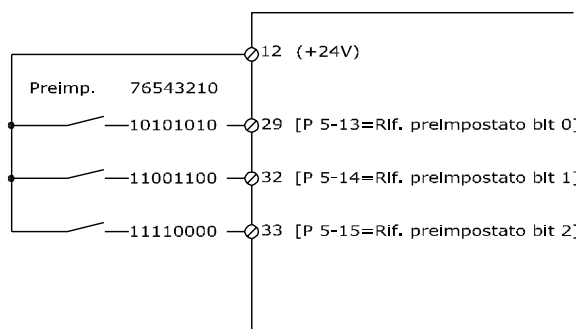 12 (+24V)
Preimp. 76543210
10101010 29 [P 5-13=Rif. preimpostato bit 0]
11001100 32 [P 5-14=Rif. preimpostato bit 1]
11110000 33 [P 5-15=Rif. preimpostato bit 2]